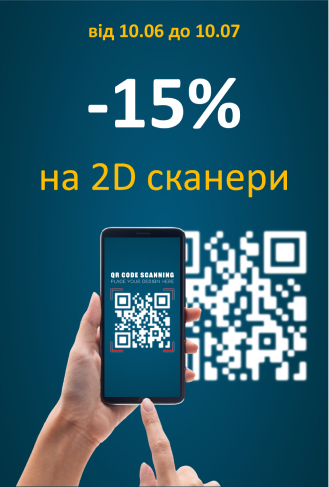 від 10.06 до 10.07
-15%
на 2D сканери
QR CODE SCANNING
PLACE YOUR DESIGN HERE